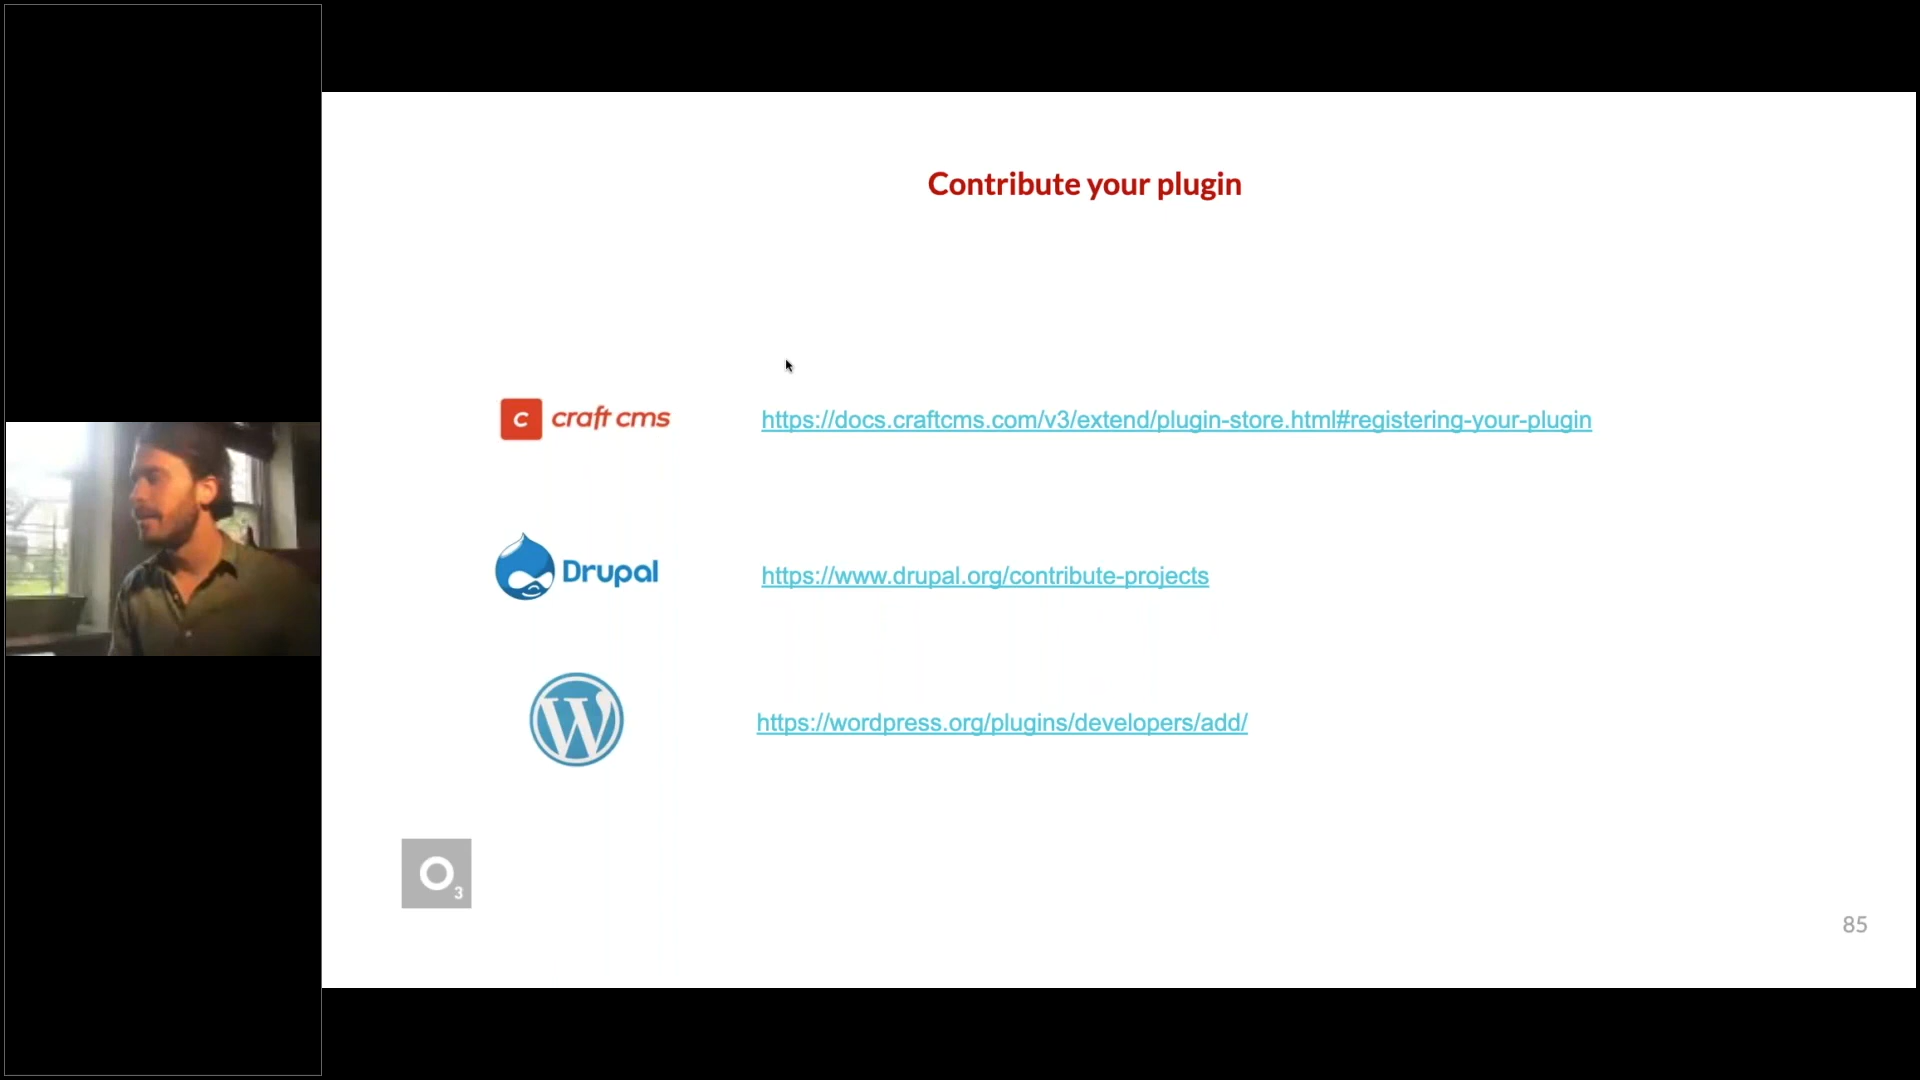 Contribute your plugin
c craft cms
https://docs.craftcms.com/v3/extend/plugin-store.html#registering-your-plugin
Drupal
https://www.drupal.org/contribute-projects
W
https://wordpress.org/plugins/developers/add/
O3
85